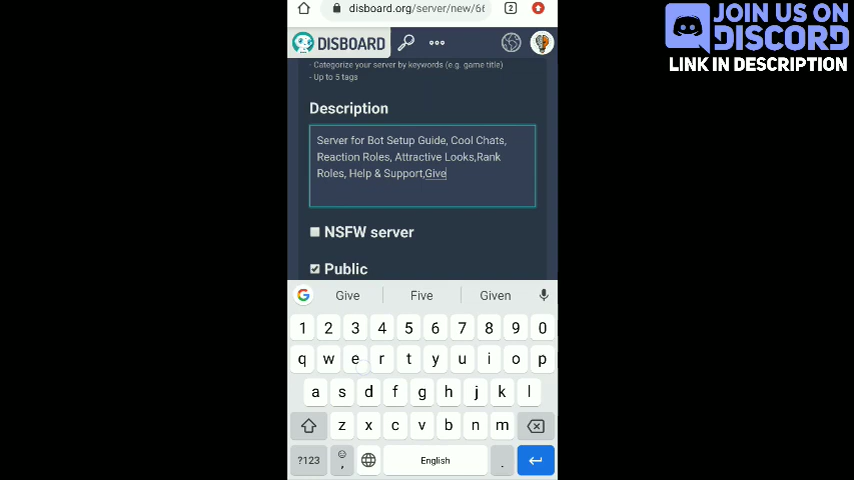 disboard.org/server/new/66
2
DISBOARD
- Categorize your server by keywords (e.g. game title)
- Up to 5 tags
Description
Server for Bot Setup Guide, Cool Chats,
Reaction Roles, Attractive Looks,Rank
Roles, Help & Support,Give
NSFW server
Public
G
Give
Five
Given
1 2 3 4 5 6 7 8 9 0
q w e r t y u i o p
a s d f g h j k l
z x c v b n m
?123
,
English
.
JOIN US ON
DISCORD
LINK IN DESCRIPTION